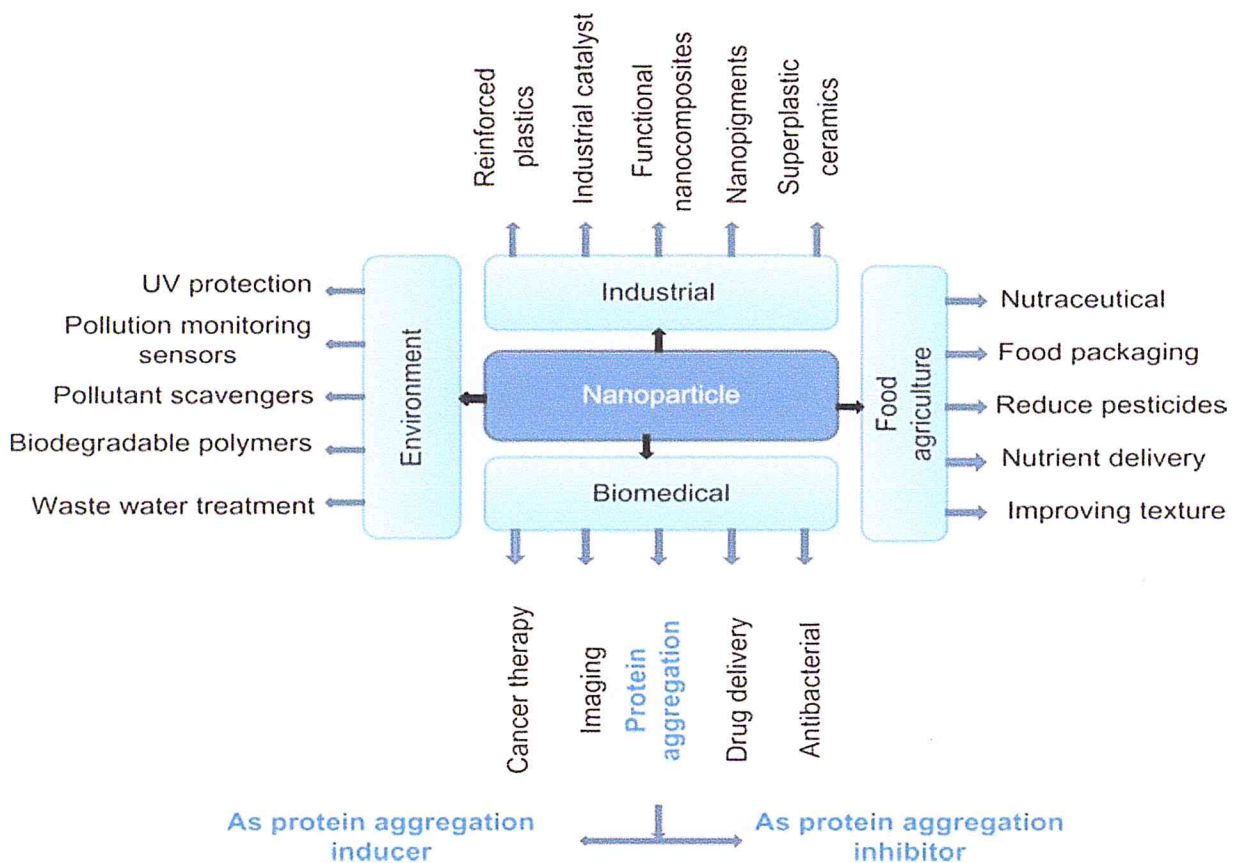 Reinforced
plastics
Industrial catalyst
Functional
nanocomposites
Nanopigments
Superplastic
ceramics
Industrial
UV protection
Pollution monitoring
sensors
Pollutant scavengers
Biodegradable polymers
Waste water treatment
Environment
Nanoparticle
Food
agriculture
Nutraceutical
Food packaging
Reduce pesticides
Nutrient delivery
Improving texture
Biomedical
Cancer therapy
Imaging
Protein
aggregation
Drug delivery
Antibacterial
As protein aggregation
inducer
As protein aggregation
inhibitor